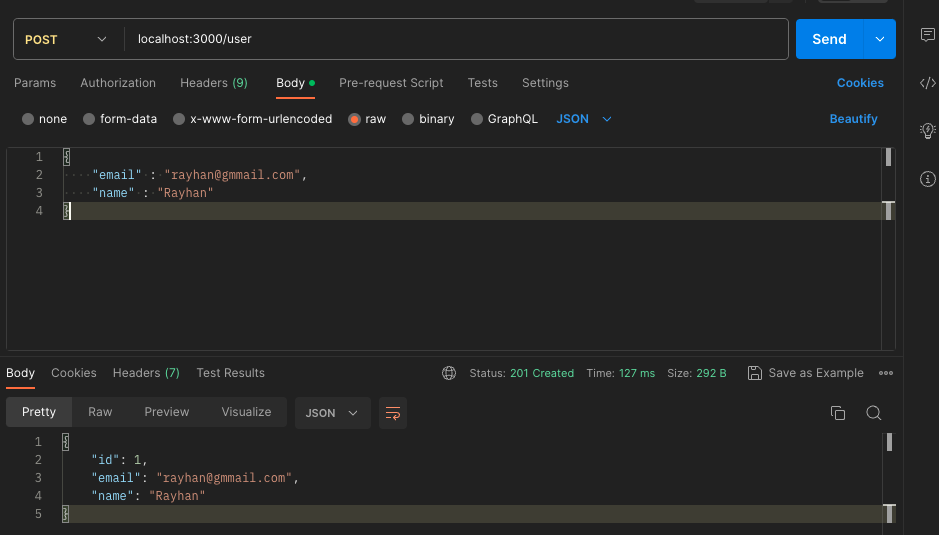 POST localhost:3000/user Send
Params Authorization Headers (9) Body Pre-request Script Tests Settings Cookies
none form-data x-www-form-urlencoded raw binary GraphQL JSON Beautify
1 {
2 "email" : "rayhan@gmmail.com",
3 "name" : "Rayhan"
4 }
Body Cookies Headers (7) Test Results Status: 201 Created Time: 127 ms Size: 292 B Save as Example
Pretty Raw Preview Visualize JSON
1 {
2 "id": 1,
3 "email": "rayhan@gmmail.com",
4 "name": "Rayhan"
5 }